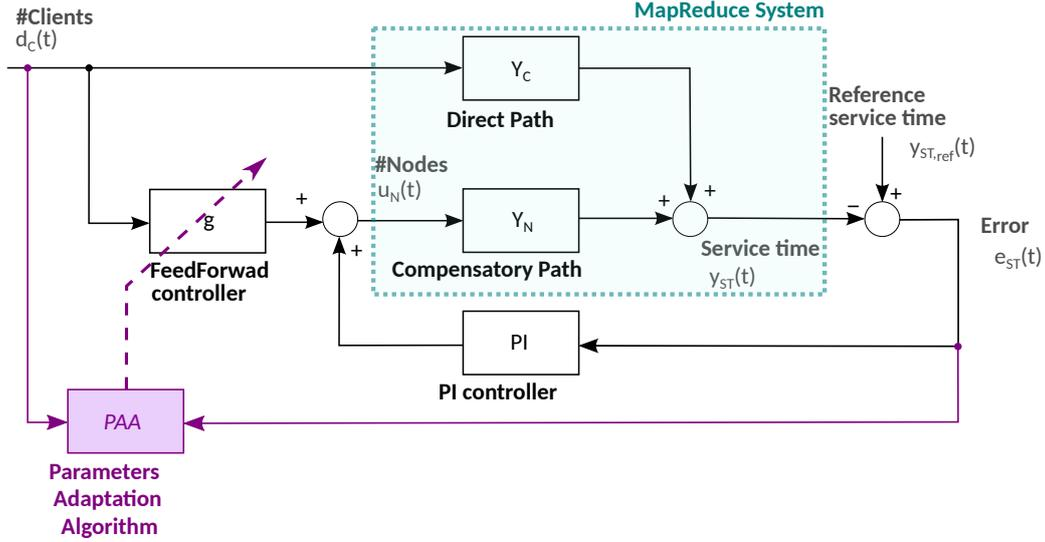 MapReduce System
#Clients
d_C(t)
Y_C
Direct Path
Reference
service time
y_ST,ref(t)
#Nodes
u_N(t)
+
+
+
−
+
g
Y_N
+
Service time
y_ST(t)
Error
e_ST(t)
FeedForwad
controller
Compensatory Path
PI
PI controller
PAA
Parameters
Adaptation
Algorithm